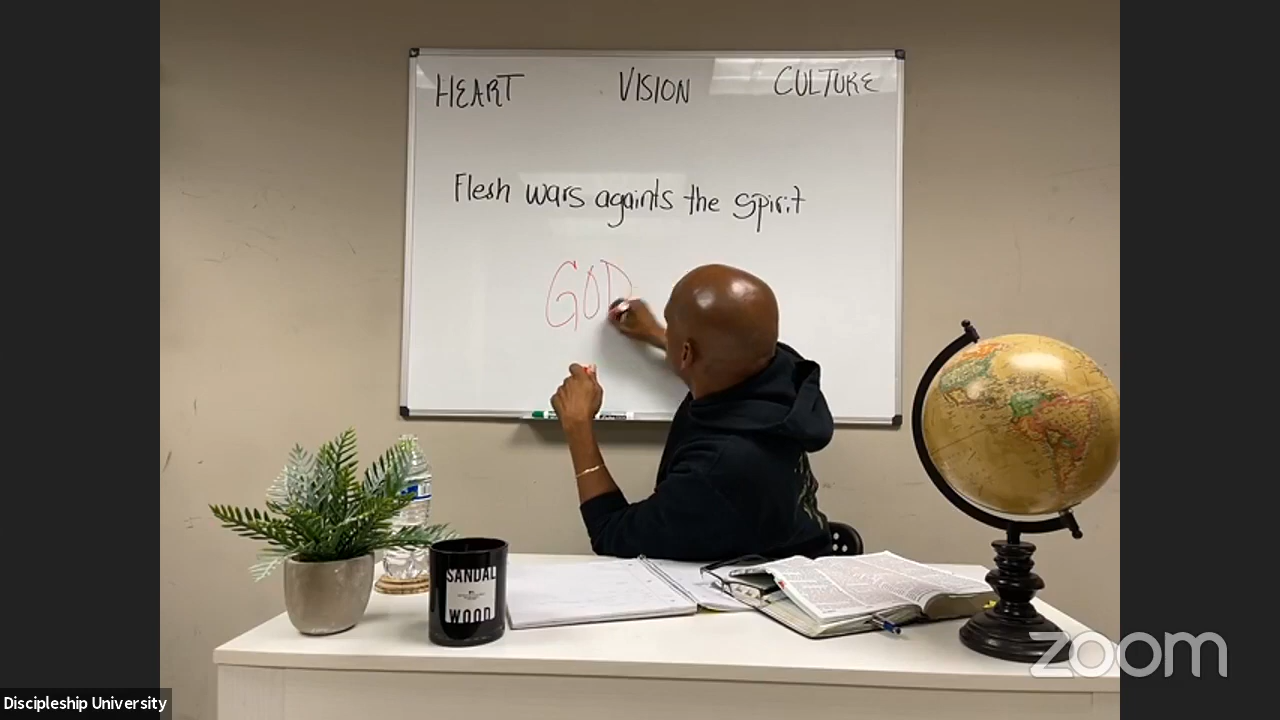 HEART VISION CULTURE
Flesh wars againts the spirit
GOD
SANDAL
WOOD
zoom
Discipleship University